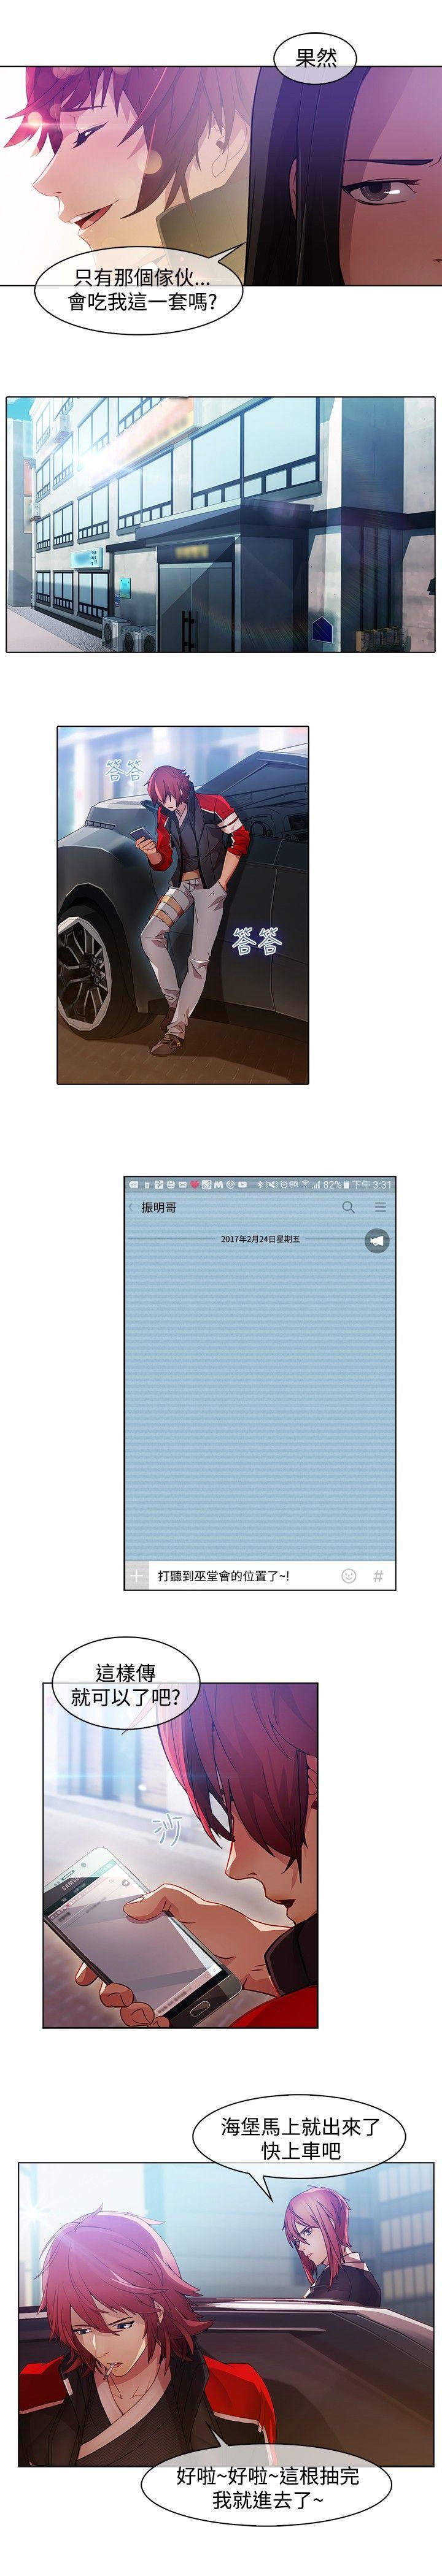 果然
只有那個傢伙...
會吃我這一套嗎?
答答
答答
82% 下午 3:31
振明哥
2017年2月24日星期五
打聽到巫堂會的位置了~!
#
這樣傳
就可以了吧?
沙
海堡馬上就出來了
快上車吧
好啦~好啦~這根抽完
我就進去了~